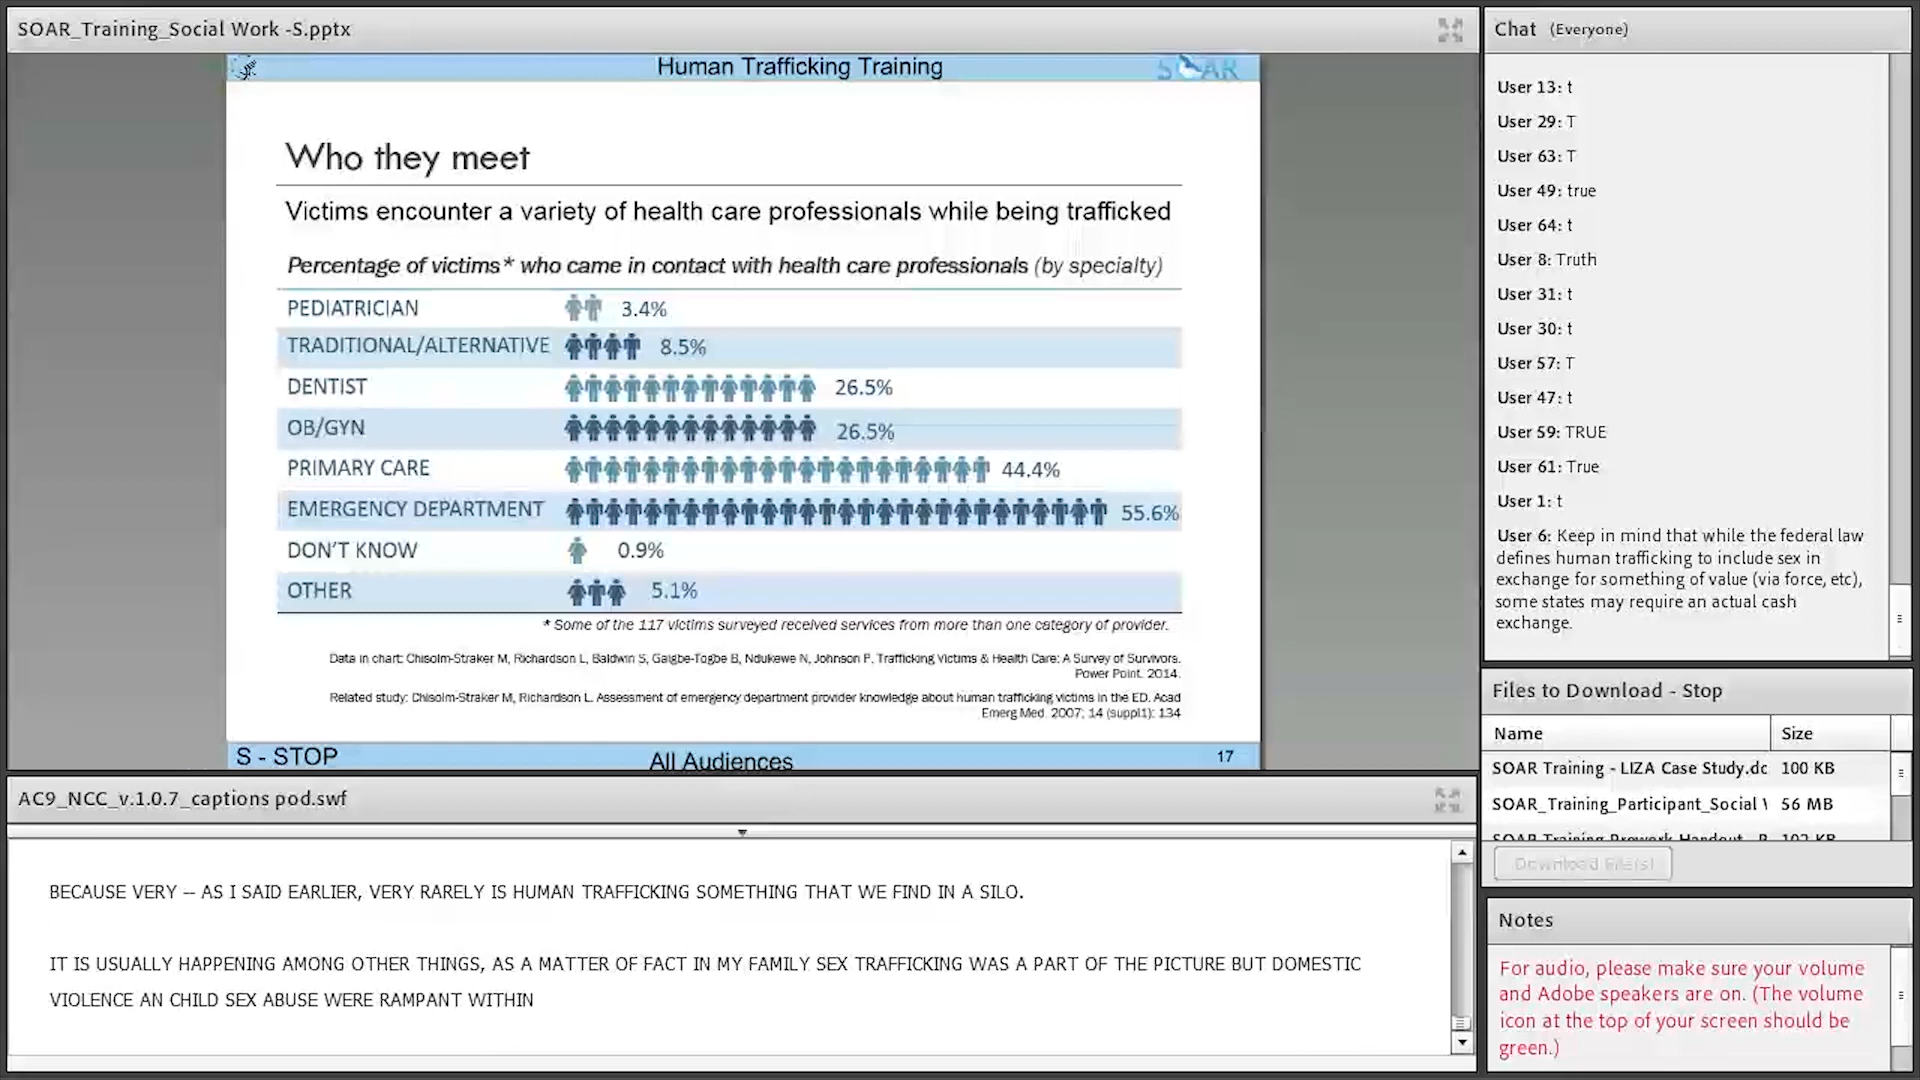 SOAR_Training_Social Work -S.pptx
Human Trafficking Training
SOAR
Who they meet
Victims encounter a variety of health care professionals while being trafficked
Percentage of victims* who came in contact with health care professionals (by specialty)
PEDIATRICIAN 3.4%
TRADITIONAL/ALTERNATIVE 8.5%
DENTIST 26.5%
OB/GYN 26.5%
PRIMARY CARE 44.4%
EMERGENCY DEPARTMENT 55.6%
DON'T KNOW 0.9%
OTHER 5.1%
* Some of the 117 victims surveyed received services from more than one category of provider.
Data in chart: Chisolm-Straker M, Richardson L, Baldwin S, Gaigbe-Togbe B, Ndukewe N, Johnson P. Trafficking Victims & Health Care: A Survey of Survivors.
Power Point. 2014.
Related study: Chisolm-Straker M, Richardson L. Assessment of emergency department provider knowledge about human trafficking victims in the ED. Acad
Emerg Med. 2007; 14 (suppl1): 134
S - STOP
All Audiences
17
AC9_NCC_v.1.0.7_captions pod.swf
BECAUSE VERY -- AS I SAID EARLIER, VERY RARELY IS HUMAN TRAFFICKING SOMETHING THAT WE FIND IN A SILO.
IT IS USUALLY HAPPENING AMONG OTHER THINGS, AS A MATTER OF FACT IN MY FAMILY SEX TRAFFICKING WAS A PART OF THE PICTURE BUT DOMESTIC
VIOLENCE AN CHILD SEX ABUSE WERE RAMPANT WITHIN
Chat (Everyone)
User 13: t
User 29: T
User 63: T
User 49: true
User 64: t
User 8: Truth
User 31: t
User 30: t
User 57: T
User 47: t
User 59: TRUE
User 61: True
User 1: t
User 6: Keep in mind that while the federal law
defines human trafficking to include sex in
exchange for something of value (via force, etc),
some states may require an actual cash
exchange.
Files to Download - Stop
Name Size
SOAR Training - LIZA Case Study.dc 100 KB
SOAR_Training_Participant_Social 56 MB
SOAR Training Prework Handout 102 KB
Download File(s)
Notes
For audio, please make sure your volume
and Adobe speakers are on. (The volume
icon at the top of your screen should be
green.)